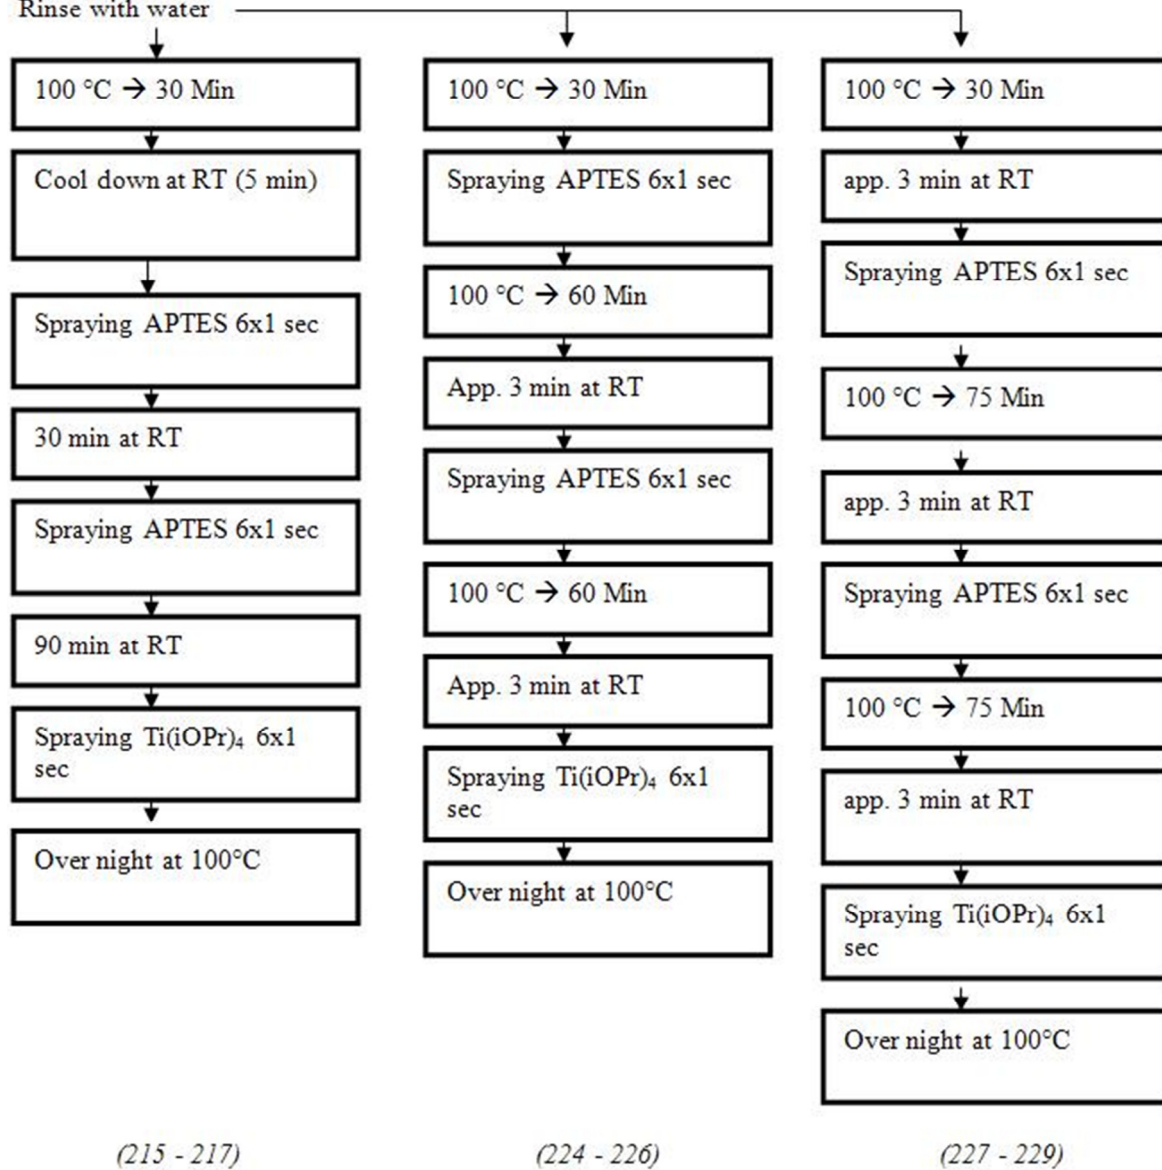 Rinse with water
100 °C → 30 Min
Cool down at RT (5 min)
Spraying APTES 6x1 sec
30 min at RT
Spraying APTES 6x1 sec
90 min at RT
Spraying Ti(iOPr)₄ 6x1
sec
Over night at 100°C
(215 - 217)
100 °C → 30 Min
Spraying APTES 6x1 sec
100 °C → 60 Min
App. 3 min at RT
Spraying APTES 6x1 sec
100 °C → 60 Min
App. 3 min at RT
Spraying Ti(iOPr)₄ 6x1
sec
Over night at 100°C
(224 - 226)
100 °C → 30 Min
app. 3 min at RT
Spraying APTES 6x1 sec
100 °C → 75 Min
app. 3 min at RT
Spraying APTES 6x1 sec
100 °C → 75 Min
app. 3 min at RT
Spraying Ti(iOPr)₄ 6x1
sec
Over night at 100°C
(227 - 229)